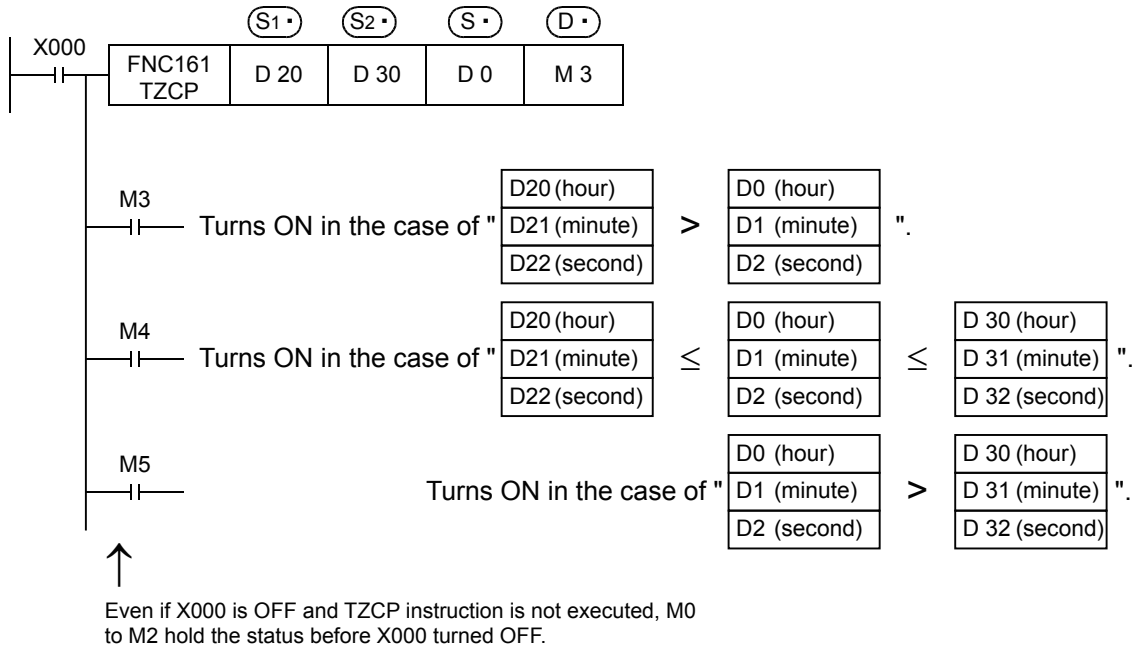 S1· S2· S· D·
X000
FNC161 TZCP D 20 D 30 D 0 M 3
M3
Turns ON in the case of " D20 (hour) D21 (minute) D22 (second) > D0 (hour) D1 (minute) D2 (second) ".
M4
Turns ON in the case of " D20 (hour) D21 (minute) D22 (second) ≤ D0 (hour) D1 (minute) D2 (second) ≤ D 30 (hour) D 31 (minute) D 32 (second) ".
M5
Turns ON in the case of " D0 (hour) D1 (minute) D2 (second) > D 30 (hour) D 31 (minute) D 32 (second) ".
Even if X000 is OFF and TZCP instruction is not executed, M0
to M2 hold the status before X000 turned OFF.